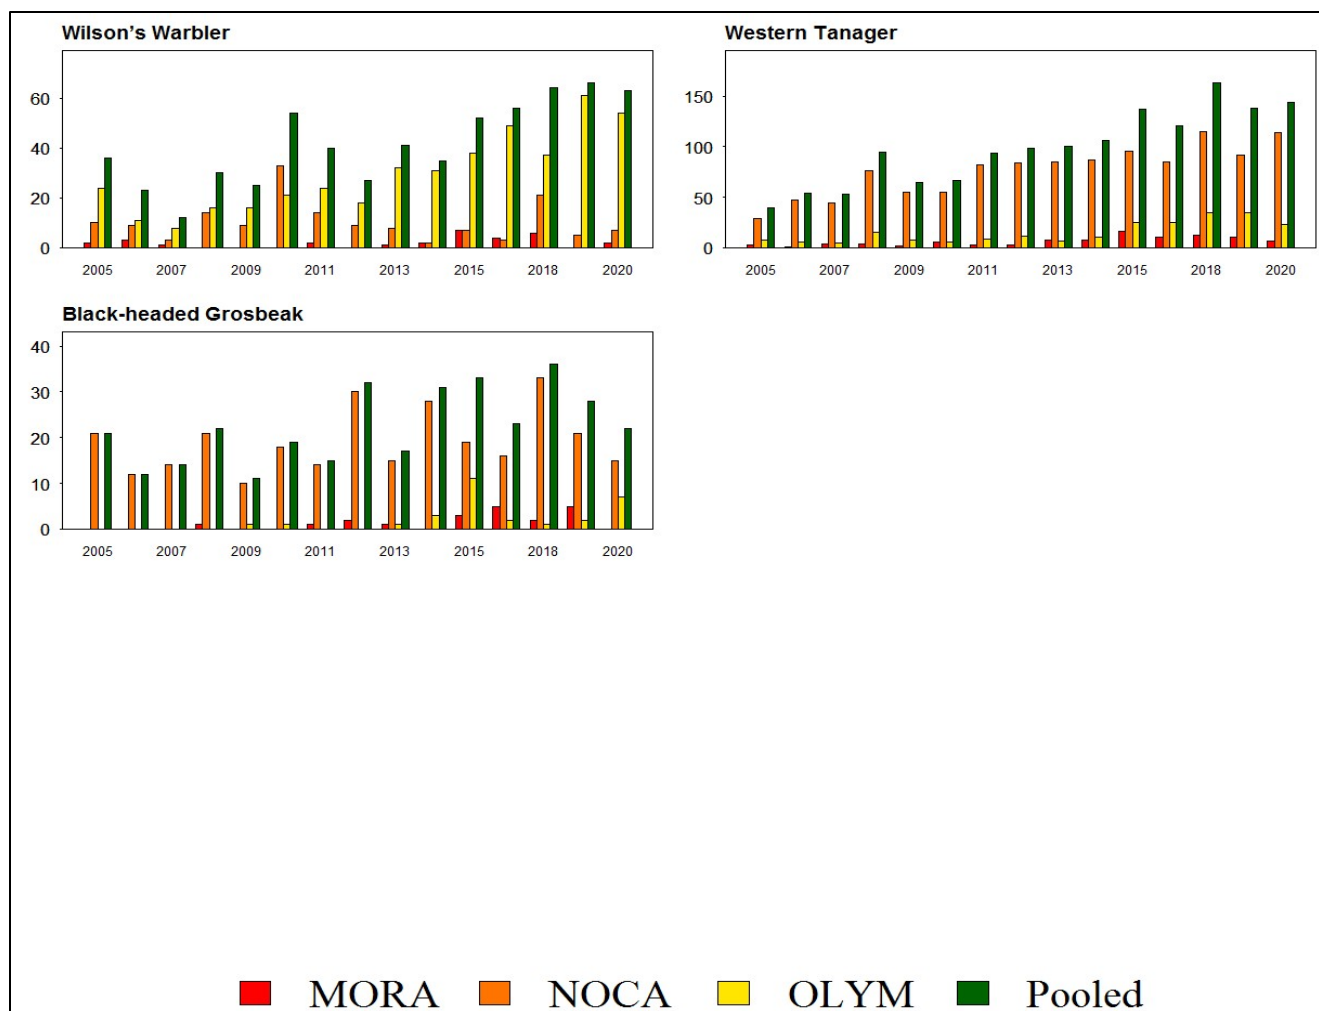 Wilson's Warbler
60
40
20
0
2005 2007 2009 2011 2013 2015 2018 2020
Western Tanager
150
100
50
0
2005 2007 2009 2011 2013 2015 2018 2020
Black-headed Grosbeak
40
30
20
10
0
2005 2007 2009 2011 2013 2015 2018 2020
MORA NOCA OLYM Pooled